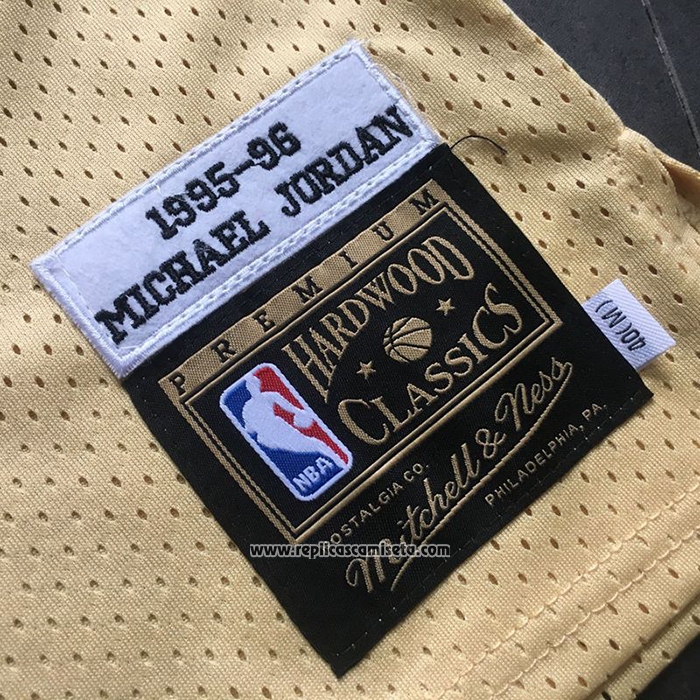 1995-96
MICHAEL JORDAN
PREMIUM
HARDWOOD
CLASSICS
NBA
NOSTALGIA CO.
Mitchell & Ness
PHILADELPHIA, PA.
40(M)
www.replicascamiseta.com